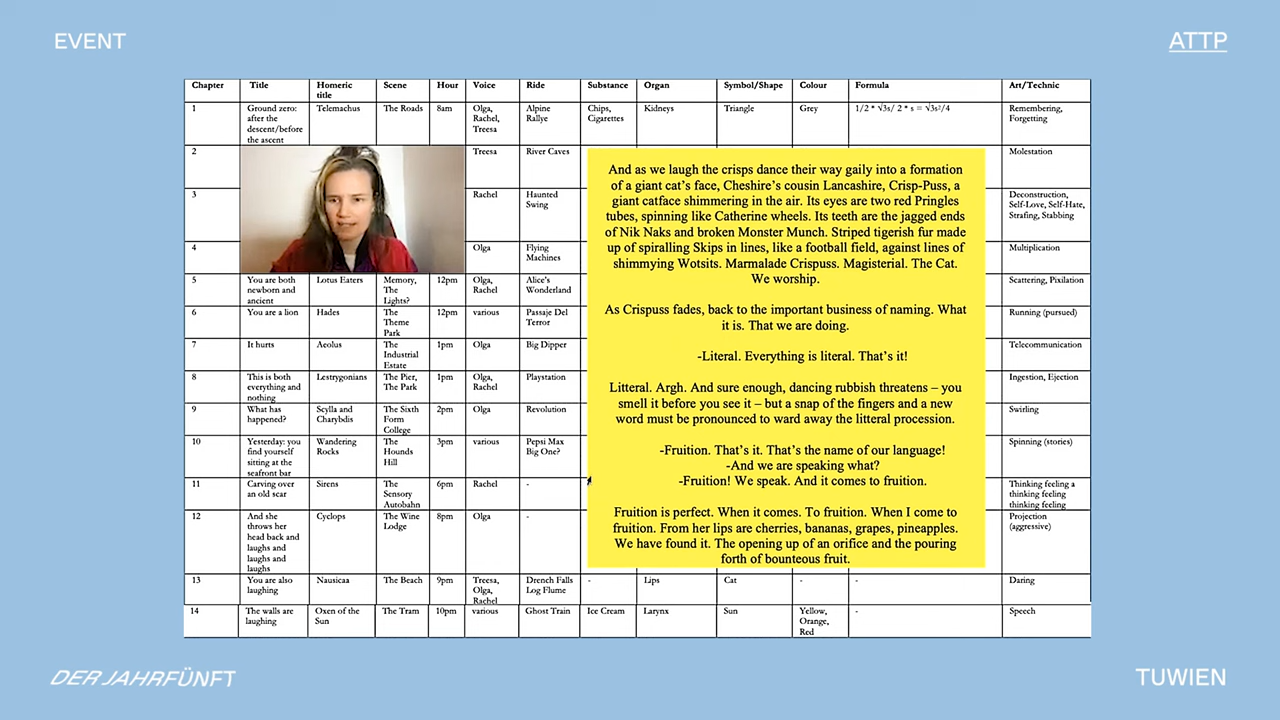 EVENT
ATTP
Chapter Title Homeric title Scene Hour Voice Ride Substance Organ Symbol/Shape Colour Formula Art/Technic
1 Ground zero: after the descent/before the ascent Telemachus The Roads 8am Olga, Rachel, Treesa Alpine Rallye Chips, Cigarettes Kidneys Triangle Grey 1/2 * √3s/ 2 * s = √3s²/4 Remembering, Forgetting
2 Treesa River Caves Molestation
3 Rachel Haunted Swing Deconstruction, Self-Love, Self-Hate, Strafing, Stabbing
4 Olga Flying Machines Multiplication
5 You are both newborn and ancient Lotus Eaters Memory, The Lights? 12pm Olga, Rachel Alice's Wonderland Scattering, Pixilation
6 You are a lion Hades The Theme Park 12pm various Passaje Del Terror Running (pursued)
7 It hurts Aeolus The Industrial Estate 1pm Olga Big Dipper Telecommunication
8 This is both everything and nothing Lestrygonians The Pier, The Park 1pm Olga, Rachel Playstation Ingestion, Ejection
9 What has happened? Scylla and Charybdis The Sixth Form College 2pm Olga Revolution Swirling
10 Yesterday: you find yourself sitting at the seafront bar Wandering Rocks The Hounds Hill 3pm various Pepsi Max Big One? Spinning (stories)
11 Carving over an old scar Sirens The Sensory Autobahn 6pm Rachel - Thinking feeling a thinking feeling thinking feeling
12 And she throws her head back and laughs and laughs and laughs Cyclops The Wine Lodge 8pm Olga - Projection (aggressive)
13 You are also laughing Nausicaa The Beach 9pm Treesa, Olga, Rachel Drench Falls Log Flume - Lips Cat - - Daring
14 The walls are laughing Oxen of the Sun The Tram 10pm various Ghost Train Ice Cream Larynx Sun Yellow, Orange, Red - Speech
And as we laugh the crisps dance their way gaily into a formation
of a giant cat's face, Cheshire's cousin Lancashire, Crisp-Puss, a
giant catface shimmering in the air. Its eyes are two red Pringles
tubes, spinning like Catherine wheels. Its teeth are the jagged ends
of Nik Naks and broken Monster Munch. Striped tigerish fur made
up of spiralling Skips in lines, like a football field, against lines of
shimmying Wotsits. Marmalade Crispuss. Magisterial. The Cat.
We worship.
As Crispuss fades, back to the important business of naming. What
it is. That we are doing.
-Literal. Everything is literal. That's it!
Litteral. Argh. And sure enough, dancing rubbish threatens – you
smell it before you see it – but a snap of the fingers and a new
word must be pronounced to ward away the litteral procession.
-Fruition. That's it. That's the name of our language!
-And we are speaking what?
-Fruition! We speak. And it comes to fruition.
Fruition is perfect. When it comes. To fruition. When I come to
fruition. From her lips are cherries, bananas, grapes, pineapples.
We have found it. The opening up of an orifice and the pouring
forth of bounteous fruit.
DER JAHRFÜNFT
TUWIEN